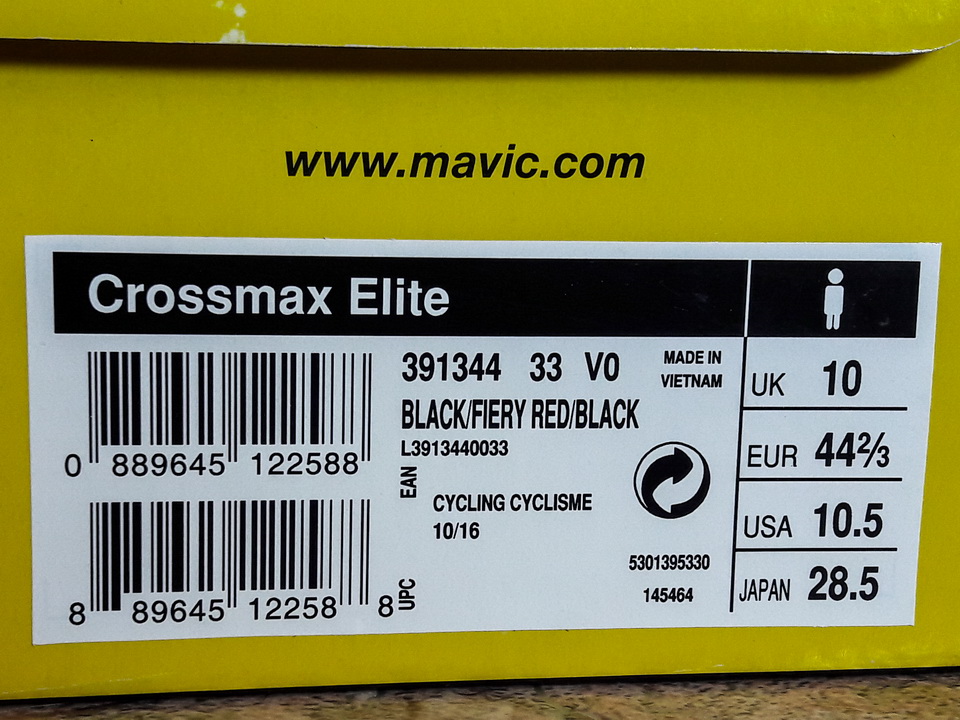 www.mavic.com
Crossmax Elite
391344 33 V0
BLACK/FIERY RED/BLACK
L3913440033
MADE IN
VIETNAM
0 889645 122588
EAN
CYCLING CYCLISME
10/16
8 89645 12258 8
UPC
5301395330
145464
UK 10
EUR 44⅔
USA 10.5
JAPAN 28.5